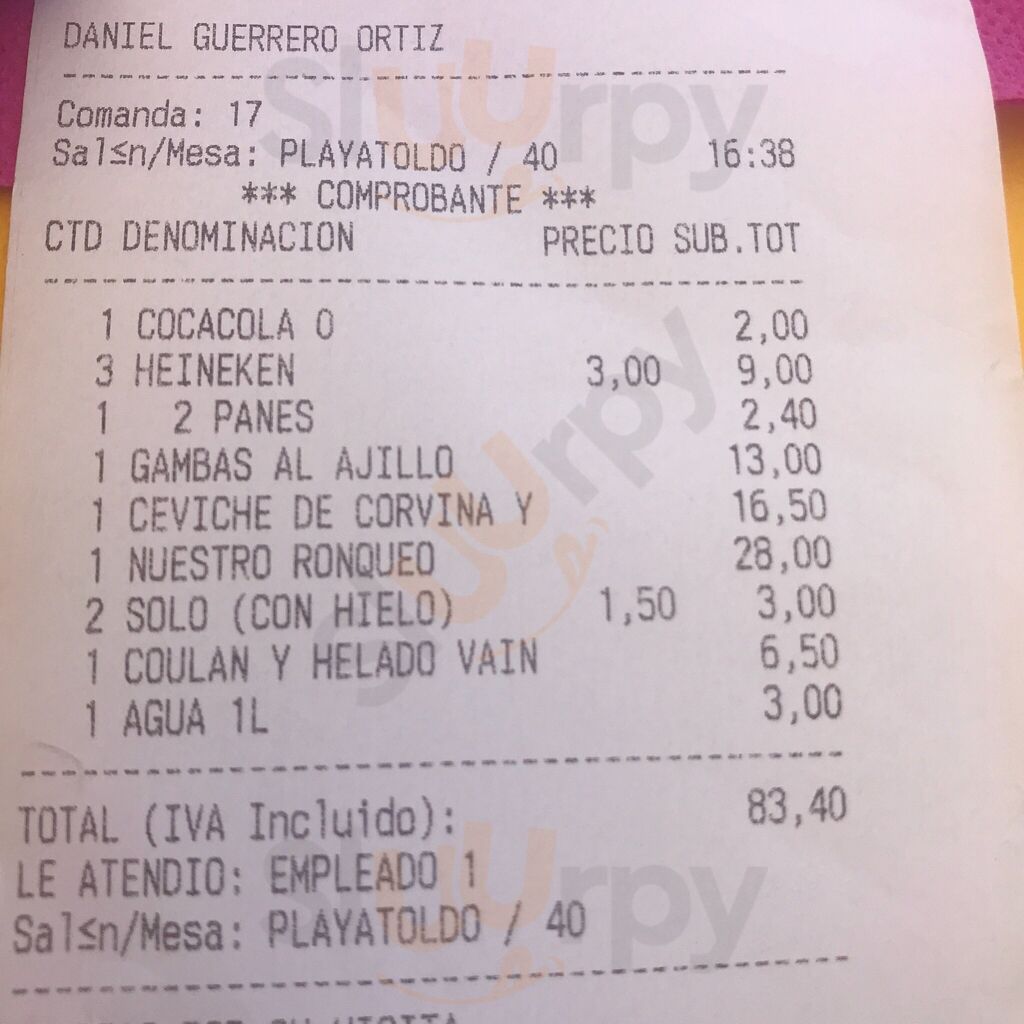 DANIEL GUERRERO ORTIZ
Comanda: 17
Sal≤n/Mesa: PLAYATOLDO / 40 16:38
*** COMPROBANTE ***
CTD DENOMINACION PRECIO SUB.TOT
1 COCACOLA 0 2,00
3 HEINEKEN 3,00 9,00
1 2 PANES 2,40
1 GAMBAS AL AJILLO 13,00
1 CEVICHE DE CORVINA Y 16,50
1 NUESTRO RONQUEO 28,00
2 SOLO (CON HIELO) 1,50 3,00
1 COULAN Y HELADO VAIN 6,50
1 AGUA 1L 3,00
TOTAL (IVA Incluido): 83,40
LE ATENDIO: EMPLEADO 1
Sal≤n/Mesa: PLAYATOLDO / 40
Sluurpy
Sluurpy
Sluurpy